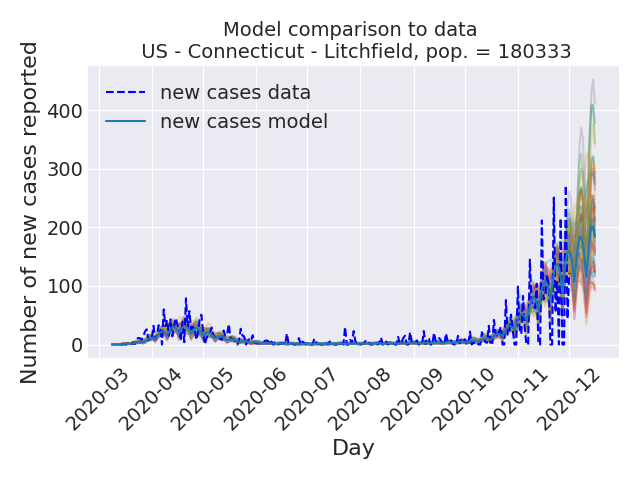 Model comparison to data
US - Connecticut - Litchfield, pop. = 180333
Number of new cases reported
400
300
200
100
0
new cases data
new cases model
2020-03
2020-04
2020-05
2020-06
2020-07
2020-08
2020-09
2020-10
2020-11
2020-12
Day